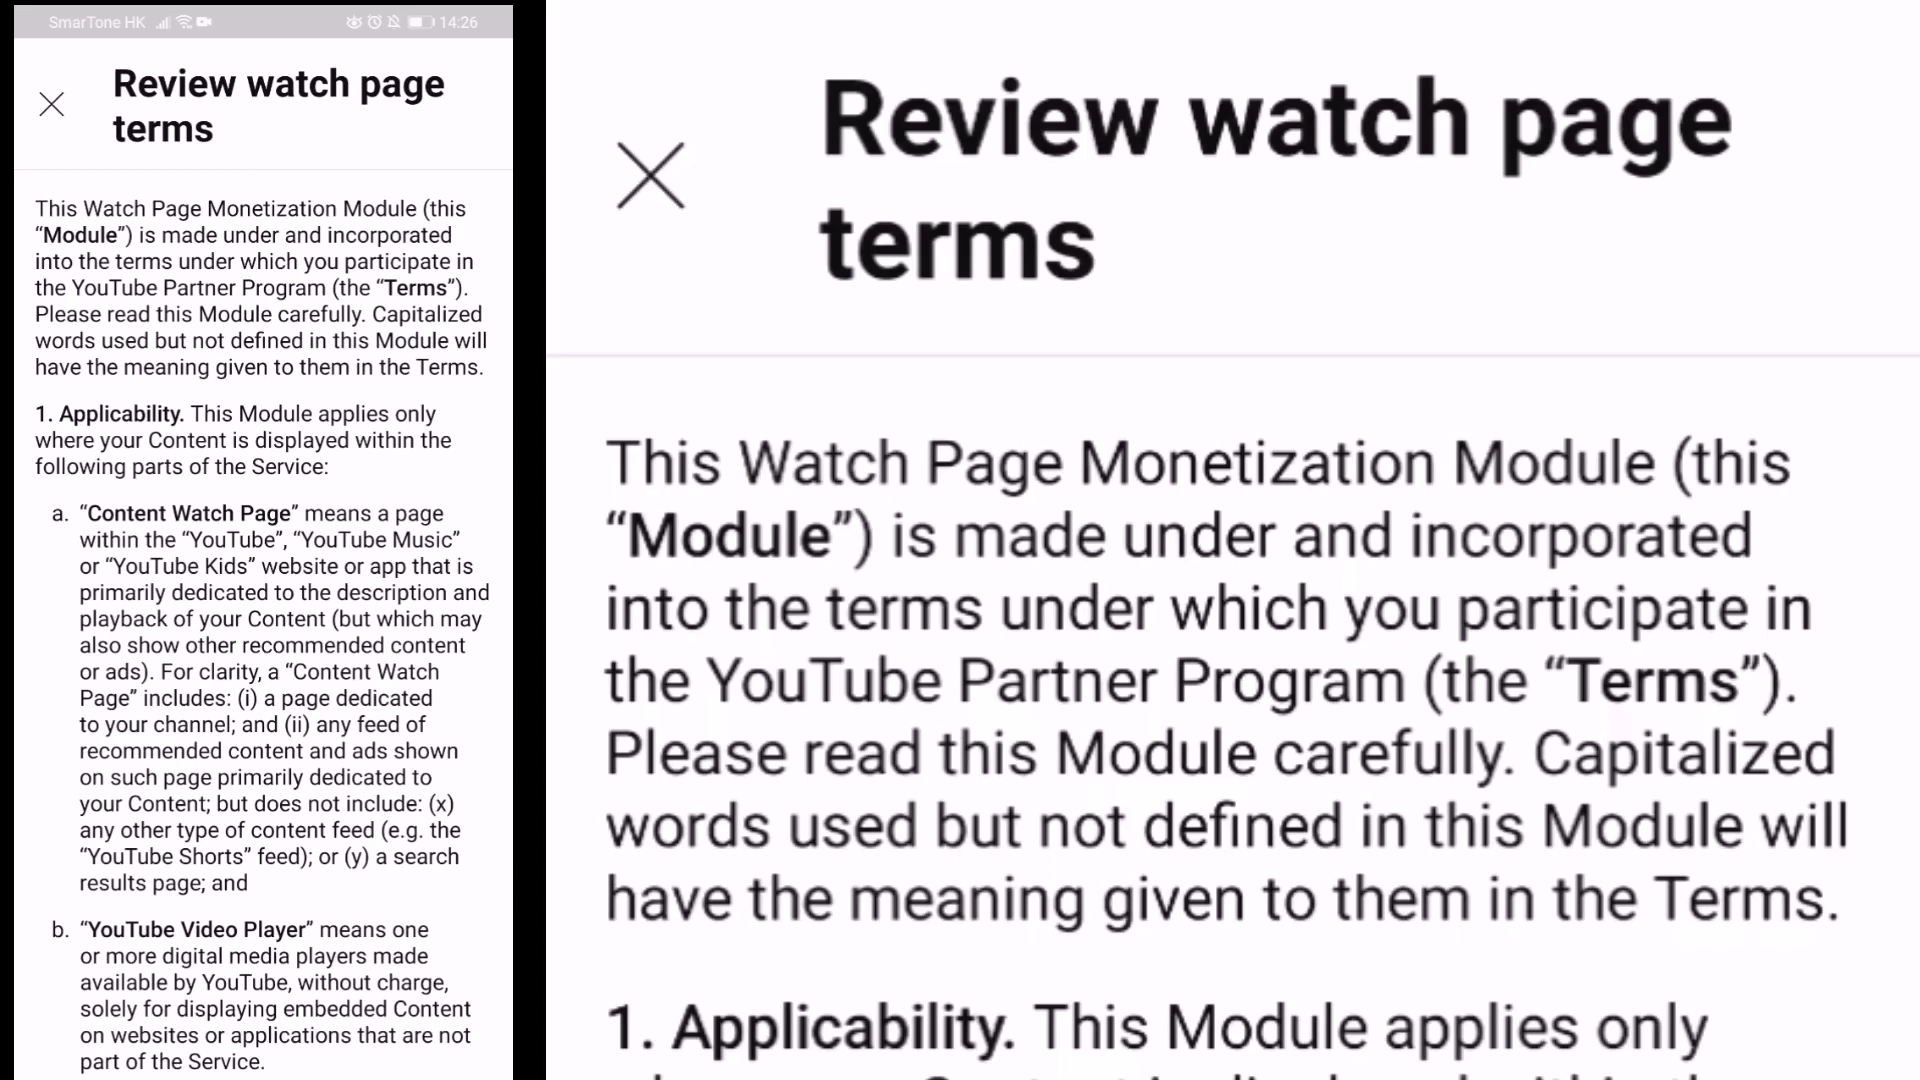 SmarTone HK
14:26
Review watch page
terms
This Watch Page Monetization Module (this
“Module”) is made under and incorporated
into the terms under which you participate in
the YouTube Partner Program (the “Terms”).
Please read this Module carefully. Capitalized
words used but not defined in this Module will
have the meaning given to them in the Terms.
1. Applicability. This Module applies only
where your Content is displayed within the
following parts of the Service:
a. “Content Watch Page” means a page
within the “YouTube”, “YouTube Music”
or “YouTube Kids” website or app that is
primarily dedicated to the description and
playback of your Content (but which may
also show other recommended content
or ads). For clarity, a “Content Watch
Page” includes: (i) a page dedicated
to your channel; and (ii) any feed of
recommended content and ads shown
on such page primarily dedicated to
your Content; but does not include: (x)
any other type of content feed (e.g. the
“YouTube Shorts” feed); or (y) a search
results page; and
b. “YouTube Video Player” means one
or more digital media players made
available by YouTube, without charge,
solely for displaying embedded Content
on websites or applications that are not
part of the Service.
Review watch page
terms
This Watch Page Monetization Module (this
“Module”) is made under and incorporated
into the terms under which you participate in
the YouTube Partner Program (the “Terms”).
Please read this Module carefully. Capitalized
words used but not defined in this Module will
have the meaning given to them in the Terms.
1. Applicability. This Module applies only